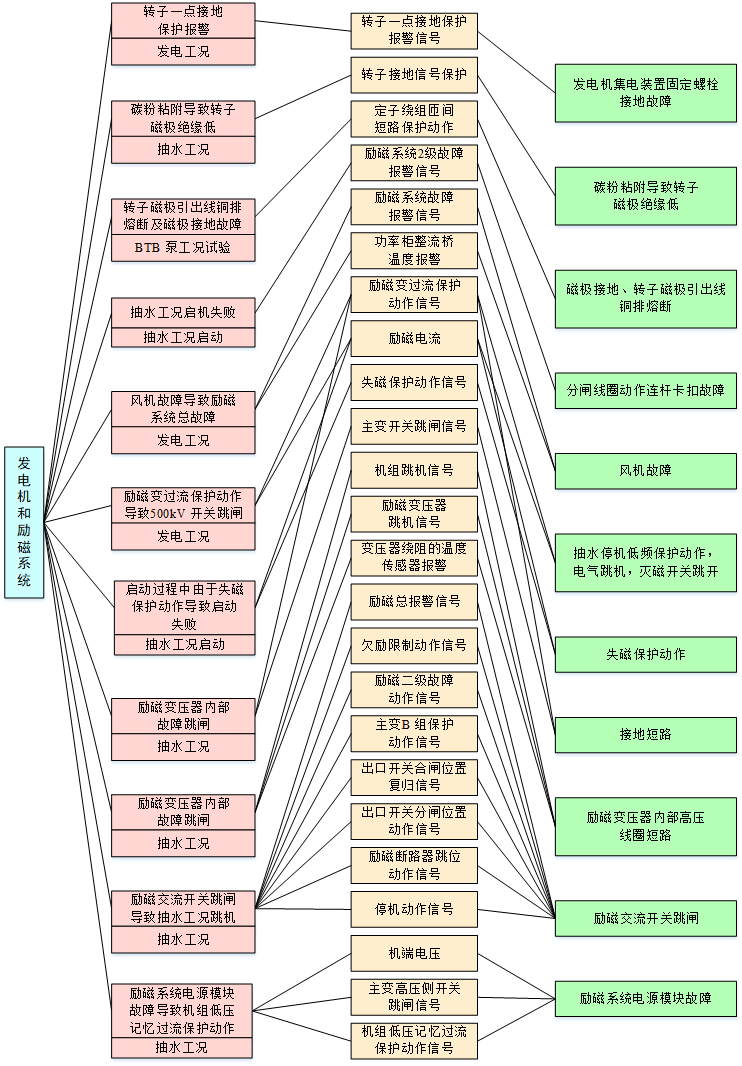 发电机和励磁系统
转子一点接地
保护报警
发电工况
碳粉粘附导致转子
磁极绝缘低
抽水工况
转子磁极引出线铜排
熔断及磁极接地故障
BTB 泵工况试验
抽水工况启机失败
抽水工况启动
风机故障导致励磁
系统总故障
发电工况
励磁变过流保护动作
导致500kV 开关跳闸
发电工况
启动过程中由于失磁
保护动作导致启动
失败
抽水工况启动
励磁变压器内部
故障跳闸
抽水工况
励磁变压器内部
故障跳闸
抽水工况
励磁交流开关跳闸
导致抽水工况跳机
抽水工况
励磁系统电源模块
故障导致机组低压
记忆过流保护动作
抽水工况
转子一点接地保护
报警信号
转子接地信号保护
定子绕组匝间
短路保护动作
励磁系统2级故障
报警信号
励磁系统故障
报警信号
功率柜整流桥
温度报警
励磁变过流保护
动作信号
励磁电流
失磁保护动作信号
主变开关跳闸信号
机组跳机信号
励磁变压器
跳机信号
变压器绕阻的温度
传感器报警
励磁总报警信号
欠励限制动作信号
励磁二级故障
动作信号
主变B 组保护
动作信号
出口开关合闸位置
复归信号
出口开关分闸位置
动作信号
励磁断路器跳位
动作信号
停机动作信号
机端电压
主变高压侧开关
跳闸信号
机组低压记忆过流
保护动作信号
发电机集电装置固定螺栓
接地故障
碳粉粘附导致转子
磁极绝缘低
磁极接地、转子磁极引出线
铜排熔断
分闸线圈动作连杆卡扣故障
风机故障
抽水停机低频保护动作，
电气跳机，灭磁开关跳开
失磁保护动作
接地短路
励磁变压器内部高压
线圈短路
励磁交流开关跳闸
励磁系统电源模块故障